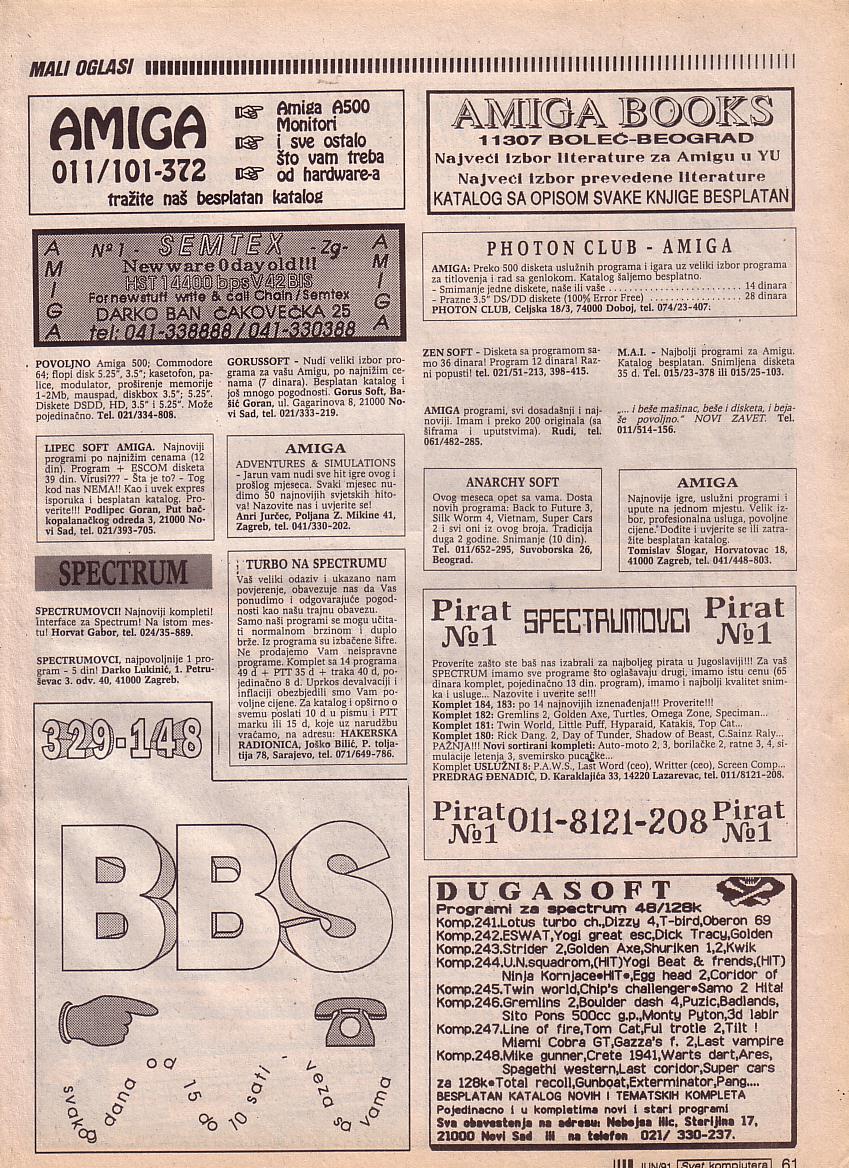 MALI OGLASI
AMIGA
011/101-372
Amiga A500
Monitori
i sve ostalo
što vam treba
od hardware-a
tražite naš besplatan katalog
AMIGA BOOKS
11307 BOLEČ-BEOGRAD
Najveći izbor literature za Amigu u YU
Najveći izbor prevedene literature
KATALOG SA OPISOM SVAKE KNJIGE BESPLATAN
AMIGA
Nº1 - SEMTEX -Zg-
New ware 0 day old!!!
HST 14400 bps V42BIS
For new stuff write & call Chain/Semtex
DARKO BAN ČAKOVEČKA 25
tel: 041-338888 / 041-330388
AMIGA
PHOTON CLUB - AMIGA
AMIGA: Preko 500 disketa uslužnih programa i igara uz veliki izbor programa
za titlovenja i rad sa genlokom. Katalog šaljemo besplatno.
- Smimanje jedne diskete, naše ili vaše ........................ 14 dinara
- Prazne 3.5" DS/DD diskete (100% Error Free) .................. 28 dinara
PHOTON CLUB, Celjska 18/3, 74000 Doboj, tel. 074/23-407:
POVOLJNO Amiga 500; Commodore
64; flopi disk 5.25", 3.5"; kasetofon, pa-
lice, modulator, proširenje memorije
1-2Mb, mauspad, diskbox 3.5"; 5.25".
Diskete DSDD, HD, 3.5" i 5.25". Može
pojedinačno. Tel. 021/334-808.
GORUSSOFT - Nudi veliki izbor pro-
grama za vašu Amigu, po najnižim ce-
nama (7 dinara). Besplatan katalog i
još mnogo pogodnosti. Gorus Soft, Ba-
šić Goran, ul. Gagarinova 8, 21000 No-
vi Sad, tel. 021/333-219.
ZEN SOFT - Disketa sa programom sa-
mo 36 dinara! Program 12 dinara! Raz-
ni popusti! tel. 021/51-213, 398-415.
M.A.I. - Najbolji programi za Amigu.
Katalog besplatan. Snimljena disketa
35 d. Tel. 015/23-378 ili 015/25-103.
AMIGA programi, svi dosadašnji i naj-
noviji. Imam i preko 200 originala (sa
šiframa i uputstvima). Rudi, tel.
061/482-285.
„... i beše mašinac, beše i disketa, i beja-
še povoljno." NOVI ZAVET. Tel.
011/514-156.
LIPEC SOFT AMIGA. Najnoviji
programi po najnižim cenama (12
din). Program + ESCOM disketa
39 din. Virusi??? - Šta je to? - Tog
kod nas NEMA!! Kao i uvek expres
isporuka i besplatan katalog. Pro-
verite!!! Podlipec Goran, Put bač-
kopalanačkog odreda 3, 21000 No-
vi Sad, tel. 021/393-705.
AMIGA
ADVENTURES & SIMULATIONS
- Jarun vam nudi sve hit igre ovog i
prošlog mjeseca. Svaki mjesec nu-
dimo 50 najnovijih svjetskih hito-
va! Nazovite nas i uvjerite se!
Anri Jurčec, Poljana Z. Mikine 41,
Zagreb, tel. 041/330-202.
ANARCHY SOFT
Ovog meseca opet sa vama. Dosta
novih programa: Back to Future 3,
Silk Worm 4, Vietnam, Super Cars
2 i svi oni iz ovog broja. Tradicija
duga 2 godine. Snimanje (10 din).
Tel. 011/652-295, Suvoborska 26,
Beograd.
AMIGA
Najnovije igre, uslužni programi i
upute na jednom mjestu. Velik iz-
bor, profesionalna usluga, povoljne
cijene. Dođite i uvjerite se ili zatra-
žite besplatan katalog.
Tomislav Šlogar, Horvatovac 18,
41000 Zagreb, tel. 041/448-803.
SPECTRUM
SPECTRUMOVCI! Najnoviji kompleti!
Interface za Spectrum! Na istom mes-
tu! Horvat Gabor, tel. 024/35-889.
SPECTRUMOVCI, najpovoljnije 1 pro-
gram - 5 din! Darko Lukinić, 1. Petru-
ševac 3. odv. 40, 41000 Zagreb.
TURBO NA SPECTRUMU
Vaš veliki odaziv i ukazano nam
povjerenje, obavezuje nas da Vas
ponudimo i odgovarajuće pogod-
nosti kao našu trajnu obavezu.
Samo naši programi se mogu učita-
ti normalnom brzinom i duplo
brže. Iz programa su izbačene šifre.
Ne prodajemo Vam neispravne
programe. Komplet sa 14 programa
49 d + PTT 35 d + traka 40 d, po-
jedinačno 8 d. Uprkos devalvaciji i
inflaciji obezbjedili smo Vam po-
voljne cijene. Za katalog i opširno o
svemu poslati 10 d u pismu i PTT
marku ili 15 d, koje uz narudžbu
vraćamo, na adresu: HAKERSKA
RADIONICA, Joško Bilić, P. tolja-
tija 78, Sarajevo, tel. 071/649-786.
Pirat Nº1 SPECTRUMOVCI Pirat Nº1
Proverite zašto ste baš nas izabrali za najboljeg pirata u Jugoslaviji!!! Za vaš
SPECTRUM imamo sve programe što oglašavaju drugi, imamo istu cenu (65
dinara komplet, pojedinačno 13 din. program), imamo i najbolji kvalitet snim-
ka i usluge... Nazovite i uverite se!!!
Komplet 184, 183: po 14 najnovijih iznenađenja!!! Proverite!!!
Komplet 182: Gremlins 2, Golden Axe, Turtles, Omega Zone, Speciman...
Komplet 181: Twin World, Little Puff, Hyparaid, Katakis, Top Cat...
Komplet 180: Rick Dang. 2, Day of Tunder, Shadow of Beast, C.Sainz Raly...
PAŽNJA!!! Novi sortirani kompleti: Auto-moto 2, 3, borilačke 2, ratne 3, 4, si-
mulacije letenja 3, svemirsko pucačke...
Komplet USLUŽNI 8: P.A.W.S., Last Word (ceo), Writter (ceo), Screen Comp...
PREDRAG ĐENADIĆ, D. Karaklajića 33, 14220 Lazarevac, tel. 011/8121-208.
Pirat Nº1 011-8121-208 Pirat Nº1
329-148
BBS
svakog dana od 15 do 10 sati, veza sa vama
DUGASOFT
Programi za spectrum 48/128k
Komp.241.Lotus turbo ch.,Dizzy 4,T-bird,Oberon 69
Komp.242.ESWAT,Yogi great esc,Dick Tracy,Golden
Komp.243.Strider 2,Golden Axe,Shuriken 1,2,Kwik
Komp.244.U.N.squadrom,(HIT)Yogi Beat & frends,(HIT)
Ninja Kornjace•HIT•,Egg head 2,Coridor of
Komp.245.Twin world,Chip's challenger•Samo 2 Hita!
Komp.246.Gremlins 2,Boulder dash 4,Puzic,Badlands,
Sito Pons 500cc g.p.,Monty Pyton,3d labir
Komp.247.Line of fire,Tom Cat,Ful trotle 2,Tilt !
Miami Cobra GT,Gazza's f. 2,Last vampire
Komp.248.Mike gunner,Crete 1941,Warts dart,Ares,
Spagethi western,Last coridor,Super cars
za 128k•Total recoll,Gunboat,Exterminator,Pang....
BESPLATAN KATALOG NOVIH I TEMATSKIH KOMPLETA
Pojedinacno i u kompletima novi i stari programi
Sva obavestenja na adresu: Nebojsa Ilic, Sterijina 17,
21000 Novi Sad ili na telefon 021/ 330-237.
JUN/91 Svet kompjutera 61